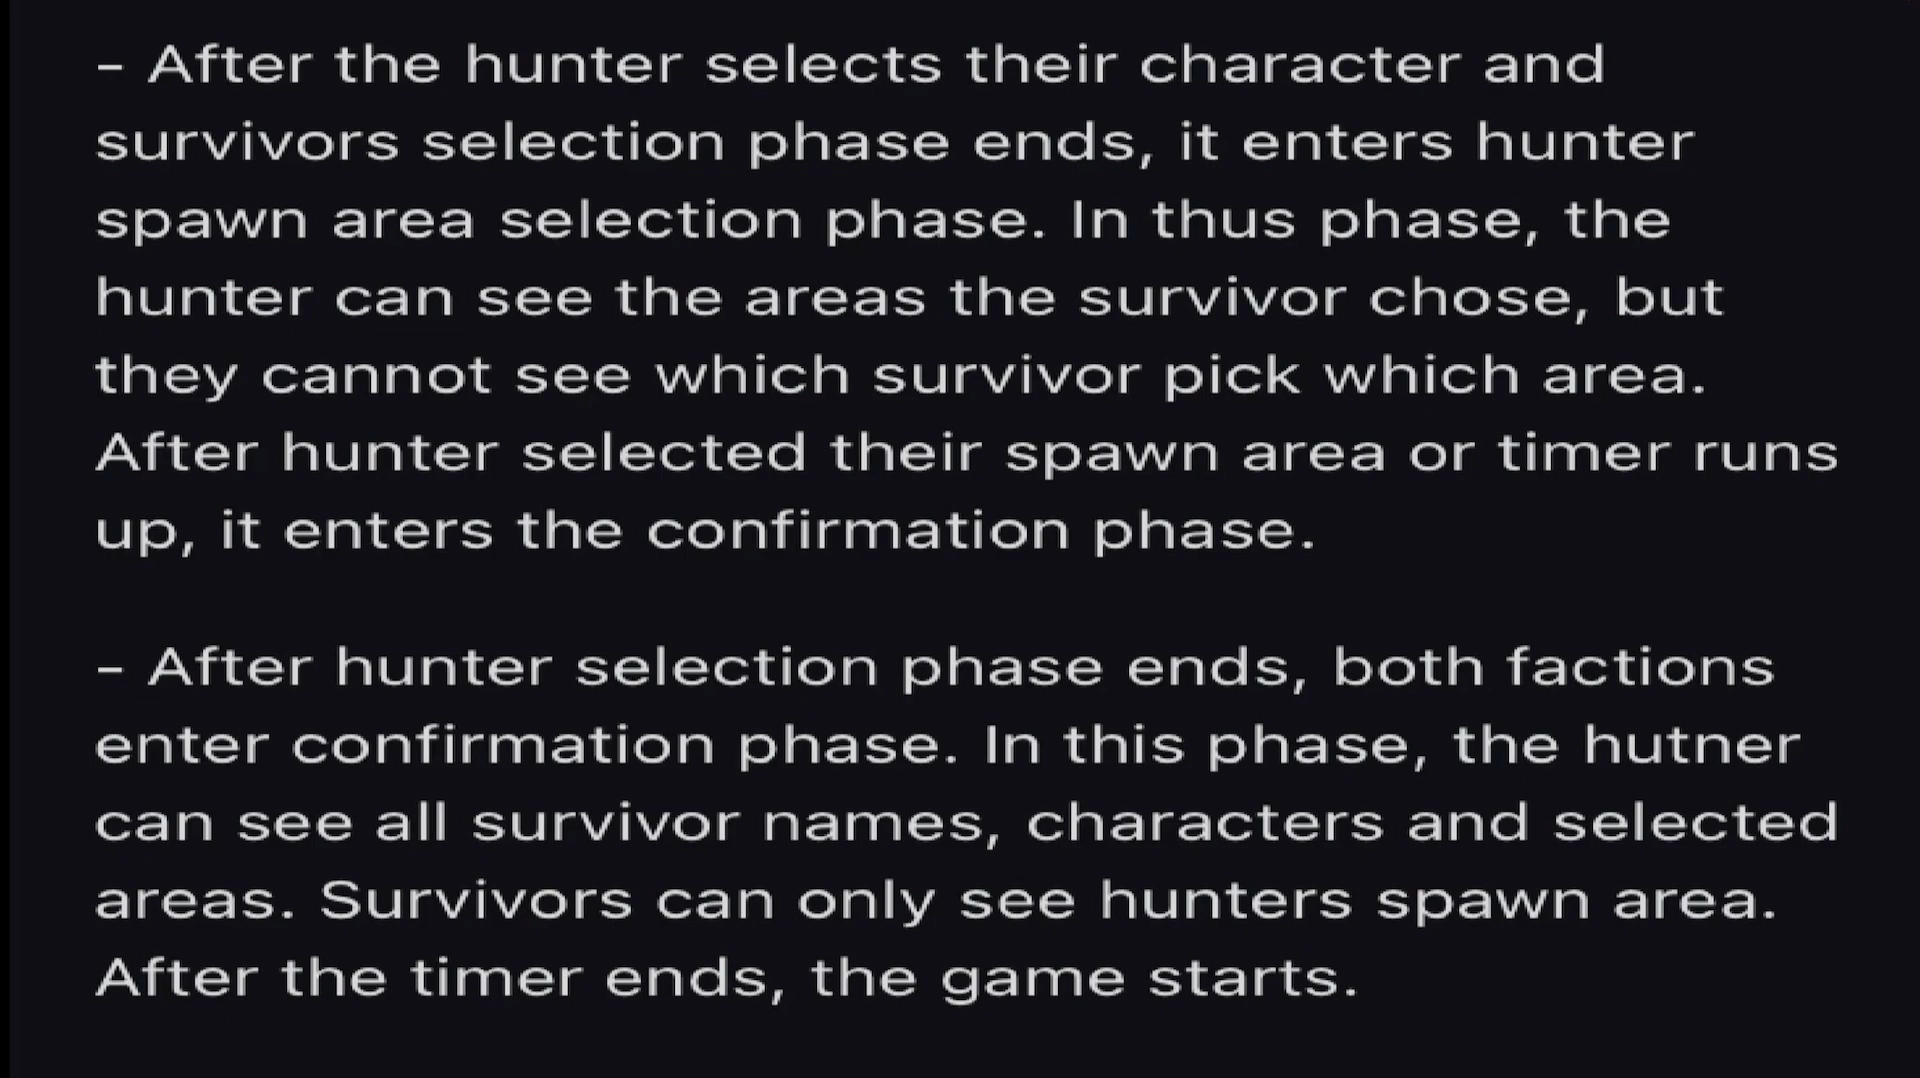 – After the hunter selects their character and
survivors selection phase ends, it enters hunter
spawn area selection phase. In thus phase, the
hunter can see the areas the survivor chose, but
they cannot see which survivor pick which area.
After hunter selected their spawn area or timer runs
up, it enters the confirmation phase.
– After hunter selection phase ends, both factions
enter confirmation phase. In this phase, the hutner
can see all survivor names, characters and selected
areas. Survivors can only see hunters spawn area.
After the timer ends, the game starts.